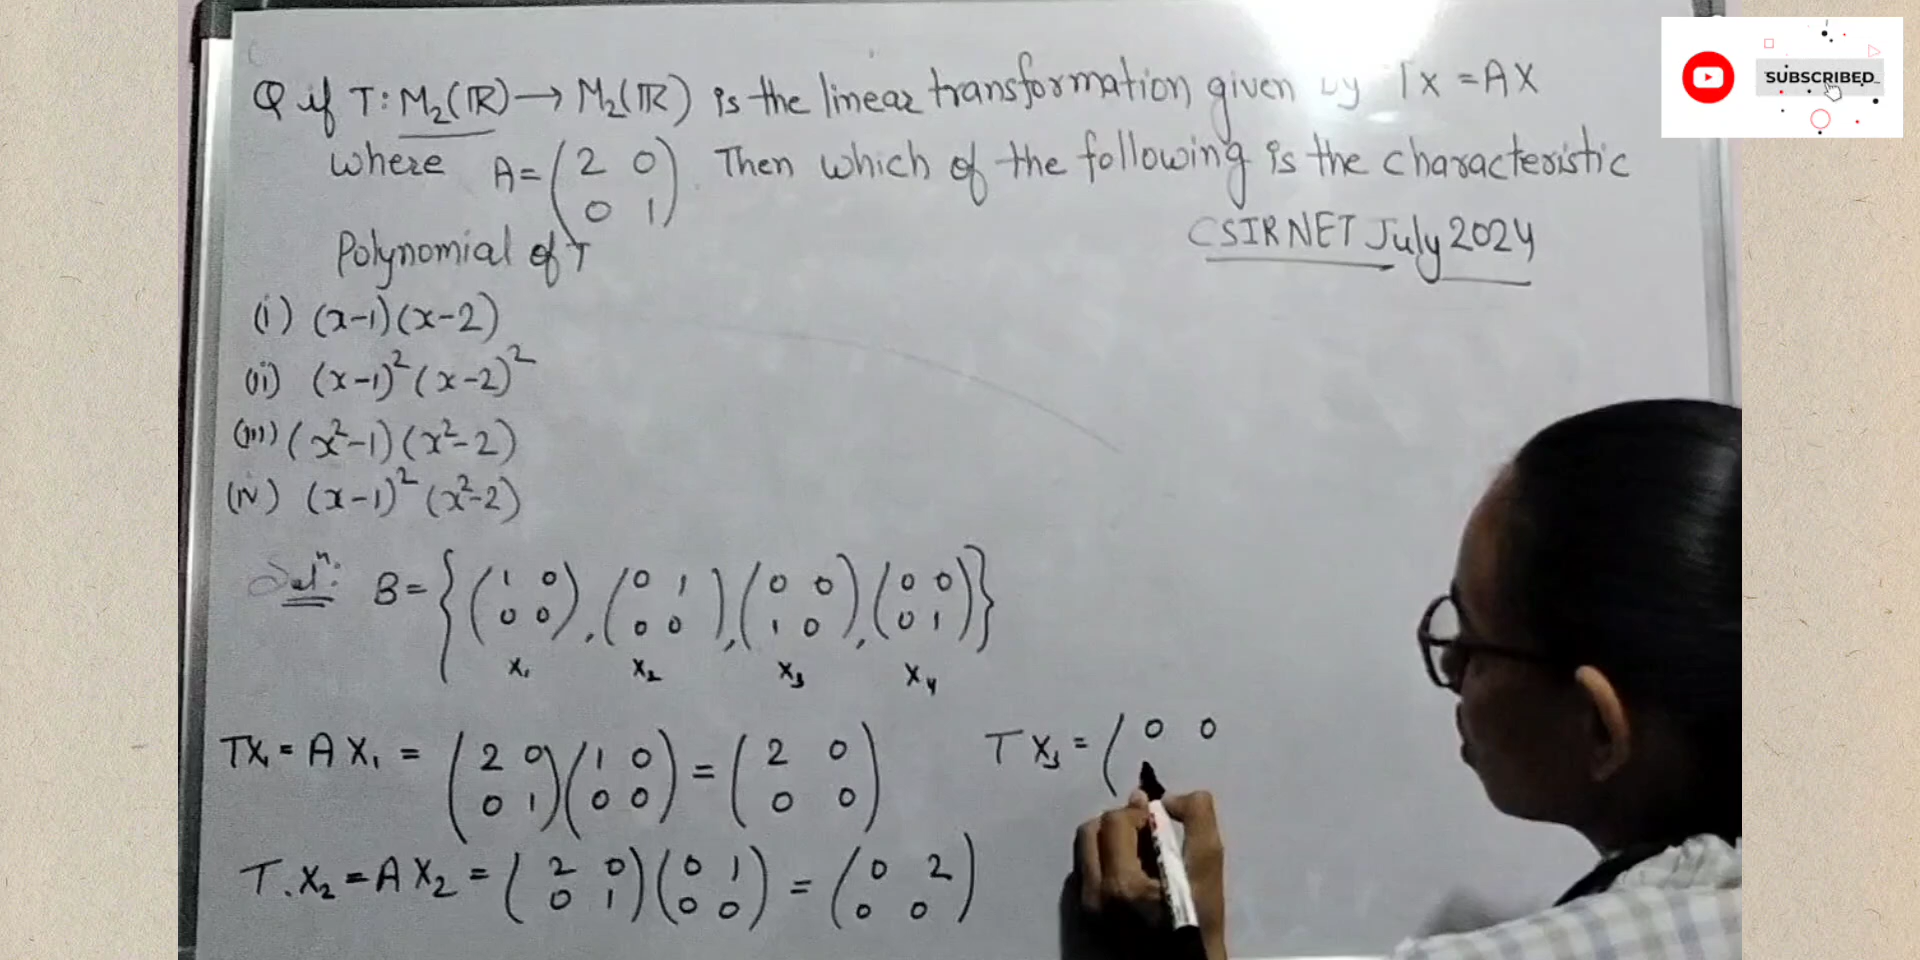 Q if T: M₂(ℝ) → M₂(ℝ) is the linear transformation given by Tx = AX
where A = (2 0
0 1). Then which of the following is the characteristic
Polynomial of T
CSIR NET July 2024
(i) (x-1)(x-2)
(ii) (x-1)² (x-2)²
(iii) (x²-1)(x²-2)
(iv) (x-1)² (x²-2)
Solⁿ: B = { (1 0
0 0), (0 1
0 0), (0 0
1 0), (0 0
0 1) }
x₁ x₂ x₃ x₄
TX₁ = AX₁ = (2 0
0 1)(1 0
0 0) = (2 0
0 0)
T X₃ = (0 0
T.X₂ = AX₂ = (2 0
0 1)(0 1
0 0) = (0 2
0 0)
SUBSCRIBED